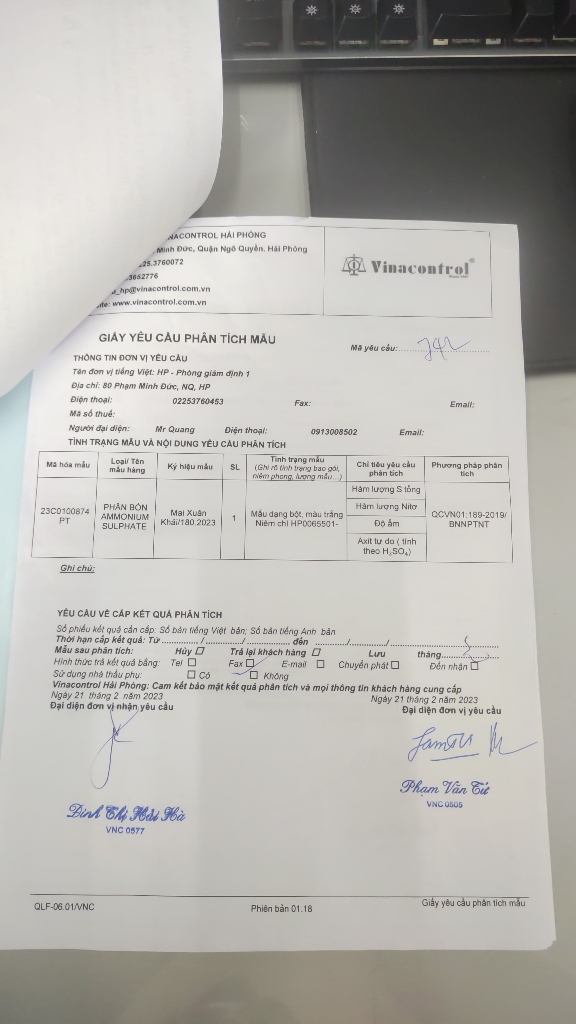 VINACONTROL HẢI PHÒNG
Minh Đức, Quận Ngô Quyền. Hải Phòng
3760072
3652776
_hp@vinacontrol.com.vn
www.vinacontrol.com.vn
Vinacontrol®
GIẤY YÊU CẦU PHÂN TÍCH MẪU
Mã yêu cầu:
THÔNG TIN ĐƠN VỊ YÊU CẦU
Tên đơn vị tiếng Việt: HP - Phòng giám định 1
Địa chỉ: 80 Phạm Minh Đức, NQ, HP
Điện thoại: 02253760453 Fax: Email:
Mã số thuế:
Người đại diện: Mr Quang Điện thoại: 0913008502 Email:
TÌNH TRẠNG MẪU VÀ NỘI DUNG YÊU CẦU PHÂN TÍCH
Mã hóa mẫu Loại/ Tên mẫu hàng Ký hiệu mẫu SL Tình trạng mẫu (Ghi rõ tình trạng bao gói, niêm phong, lượng mẫu...) Chỉ tiêu yêu cầu phân tích Phương pháp phân tích
23C0100874 PT PHÂN BÓN AMMONIUM SULPHATE Mai Xuân Khải/180.2023 1 Mẫu dạng bột, màu trắng Niêm chì HP0065501- Hàm lượng S tổng QCVN01:189-2019/ BNNPTNT
Hàm lượng Nitơ
Độ ẩm
Axit tự do ( tính theo H₂SO₄)
Ghi chú:
YÊU CẦU VỀ CẤP KẾT QUẢ PHÂN TÍCH
Số phiếu kết quả cần cấp: Số bản tiếng Việt bản; Số bản tiếng Anh bản
Thời hạn cấp kết quả: Từ ............/............/............ đến ............/............/............
Mẫu sau phân tích: Hủy Trả lại khách hàng Lưu tháng............
Hình thức trả kết quả bằng: Tel Fax E-mail Chuyển phát Đến nhận
Sử dụng nhà thầu phụ: Có Không
Vinacontrol Hải Phòng: Cam kết bảo mật kết quả phân tích và mọi thông tin khách hàng cung cấp
Ngày 21 tháng 2 năm 2023 Ngày 21 tháng 2 năm 2023
Đại diện đơn vị nhận yêu cầu Đại diện đơn vị yêu cầu
Đinh Thị Hải Hà
VNC 0577
Phạm Văn Tứ
VNC 0505
QLF-06.01/VNC Phiên bản 01.18 Giấy yêu cầu phân tích mẫu